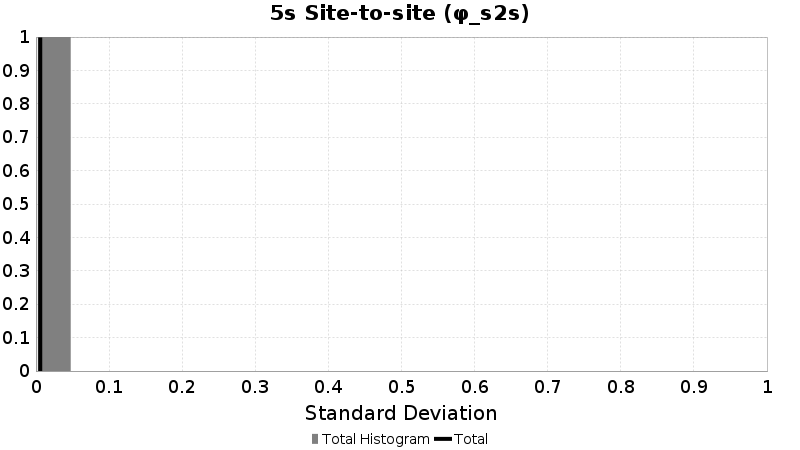 5s Site-to-site (φ_s2s)
1
0.9
0.8
0.7
0.6
0.5
0.4
0.3
0.2
0.1
0
0 0.1 0.2 0.3 0.4 0.5 0.6 0.7 0.8 0.9 1
Standard Deviation
Total Histogram Total